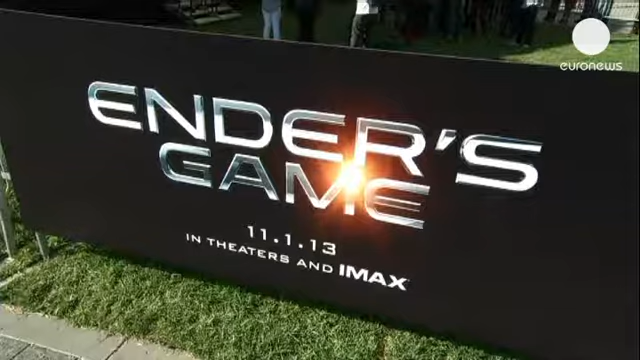 euronews
ENDER'S
GAME
11.1.13
IN THEATERS AND IMAX